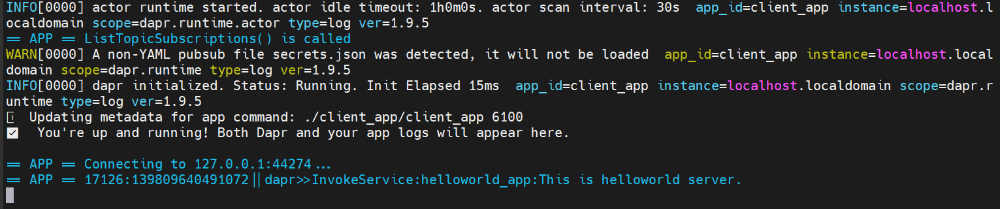 INFO[0000] actor runtime started. actor idle timeout: 1h0m0s. actor scan interval: 30s  app_id=client_app instance=localhost.l
ocaldomain scope=dapr.runtime.actor type=log ver=1.9.5
== APP == ListTopicSubscriptions() is called
WARN[0000] A non-YAML pubsub file secrets.json was detected, it will not be loaded  app_id=client_app instance=localhost.local
domain scope=dapr.runtime type=log ver=1.9.5
INFO[0000] dapr initialized. Status: Running. Init Elapsed 15ms  app_id=client_app instance=localhost.localdomain scope=dapr.r
untime type=log ver=1.9.5
ℹ  Updating metadata for app command: ./client_app/client_app 6100
✅  You're up and running! Both Dapr and your app logs will appear here.
== APP == Connecting to 127.0.0.1:44274...
== APP == 17126:139809640491072||dapr>>InvokeService:helloworld_app:This is helloworld server.